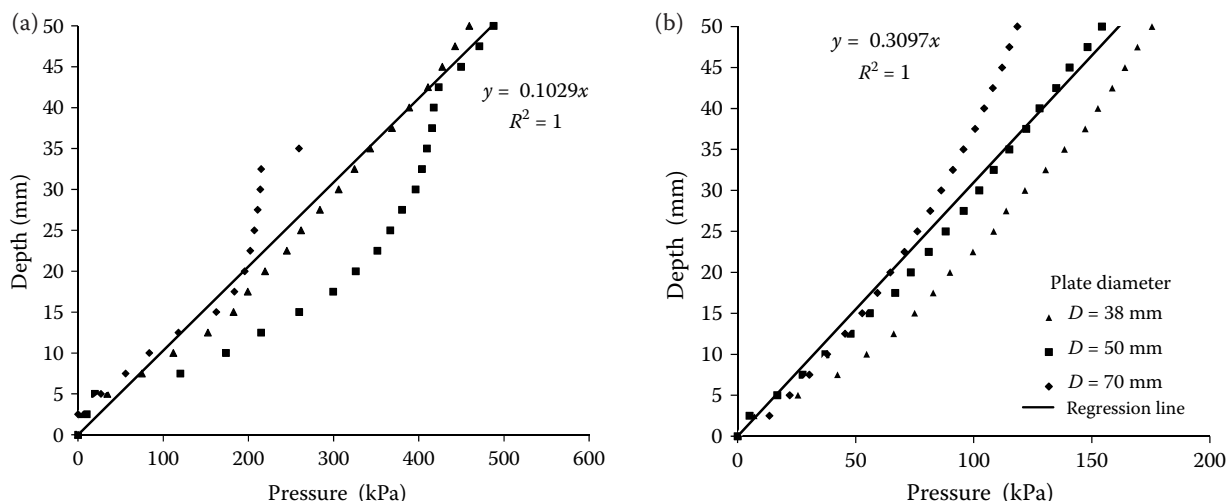 (a)
50
45
40
35
30
25
20
15
10
5
0
Depth (mm)
y = 0.1029x
R² = 1
0 100 200 300 400 500 600
Pressure (kPa)
(b)
50
45
40
35
30
25
20
15
10
5
0
Depth (mm)
y = 0.3097x
R² = 1
Plate diameter
D = 38 mm
D = 50 mm
D = 70 mm
Regression line
0 50 100 150 200
Pressure (kPa)